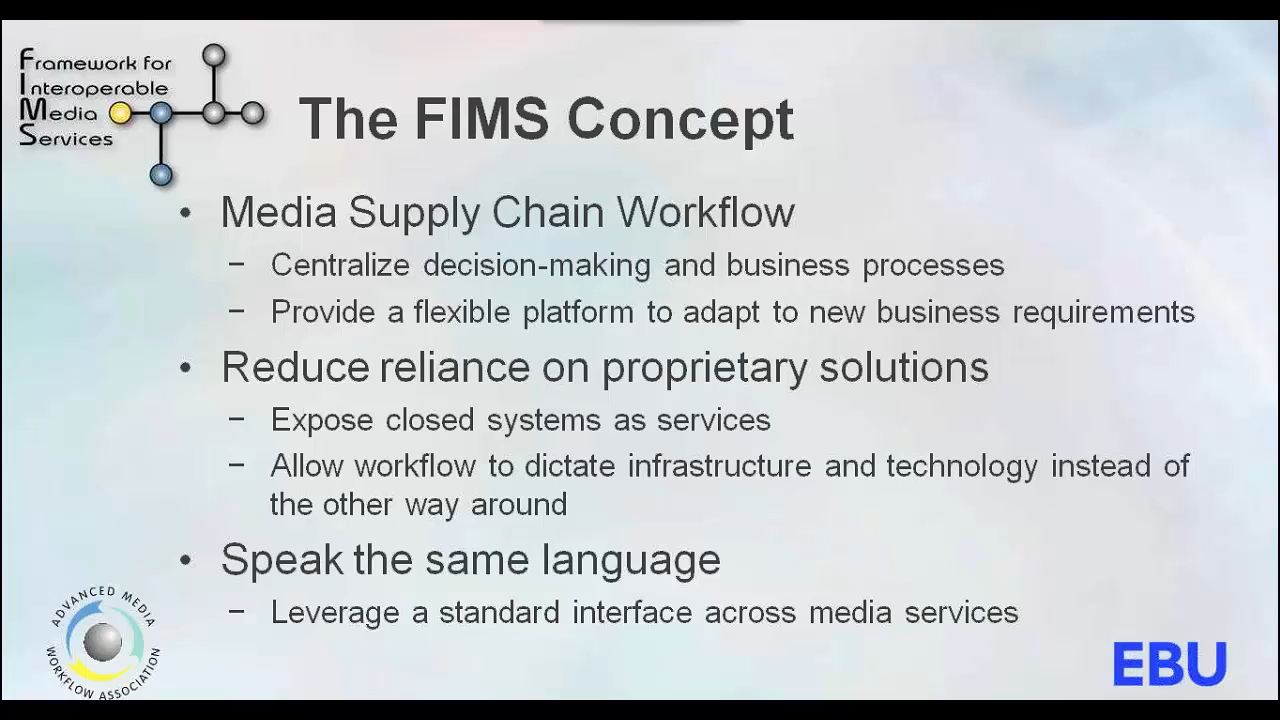 Framework for
Interoperable
Media
Services
The FIMS Concept
• Media Supply Chain Workflow
− Centralize decision-making and business processes
− Provide a flexible platform to adapt to new business requirements
• Reduce reliance on proprietary solutions
− Expose closed systems as services
− Allow workflow to dictate infrastructure and technology instead of
the other way around
• Speak the same language
− Leverage a standard interface across media services
ADVANCED MEDIA
WORKFLOW ASSOCIATION
EBU